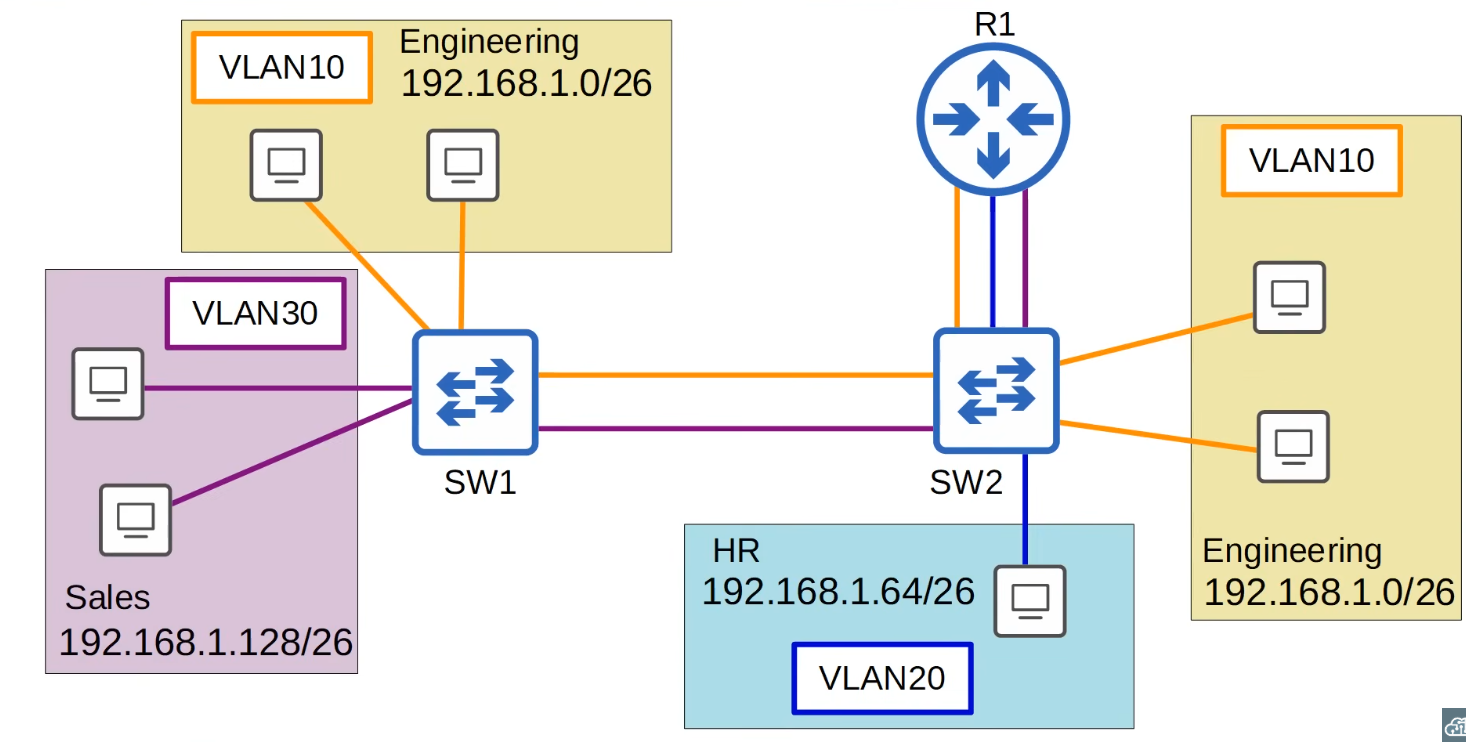 R1
VLAN10
Engineering
192.168.1.0/26
VLAN10
VLAN30
SW1
SW2
Sales
192.168.1.128/26
HR
192.168.1.64/26
VLAN20
Engineering
192.168.1.0/26